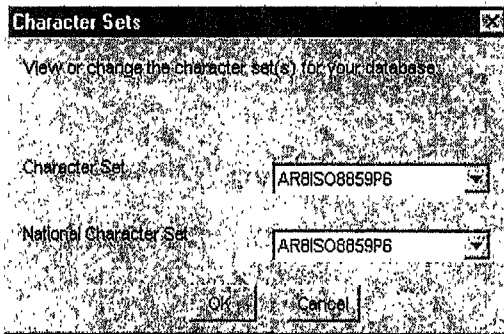 Character Sets
View or change the character set(s) for your database.
Character Set
AR8ISO8859P6
National Character Set
AR8ISO8859P6
OK
Cancel